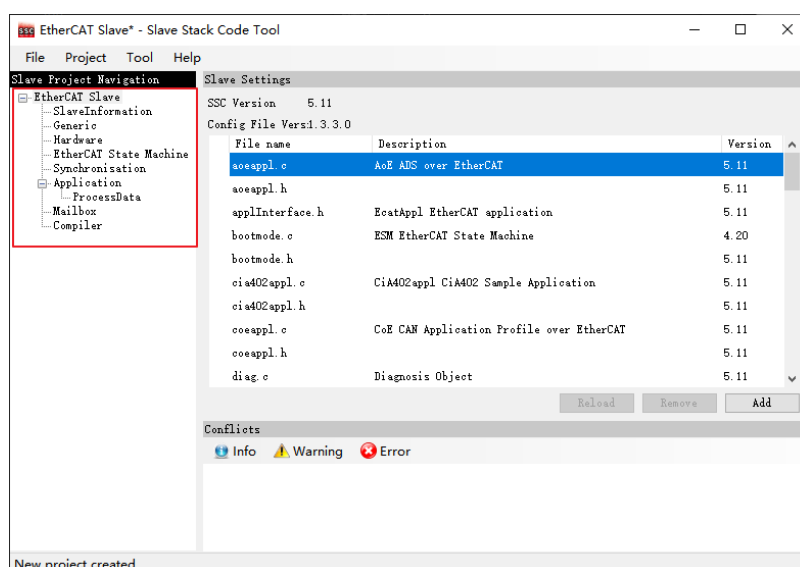 EtherCAT Slave* - Slave Stack Code Tool
File Project Tool Help
Slave Project Navigation
EtherCAT Slave
SlaveInformation
Generic
Hardware
EtherCAT State Machine
Synchronisation
Application
ProcessData
Mailbox
Compiler
Slave Settings
SSC Version 5.11
Config File Vers:1.3.3.0
File name Description Version
aoeappl.c AoE ADS over EtherCAT 5.11
aoeappl.h 5.11
applInterface.h EcatAppl EtherCAT application 5.11
bootmode.c ESM EtherCAT State Machine 4.20
bootmode.h 5.11
cia402appl.c CiA402appl CiA402 Sample Application 5.11
cia402appl.h 5.11
coeappl.c CoE CAN Application Profile over EtherCAT 5.11
coeappl.h 5.11
diag.c Diagnosis Object 5.11
Reload Remove Add
Conflicts
Info Warning Error
New project created